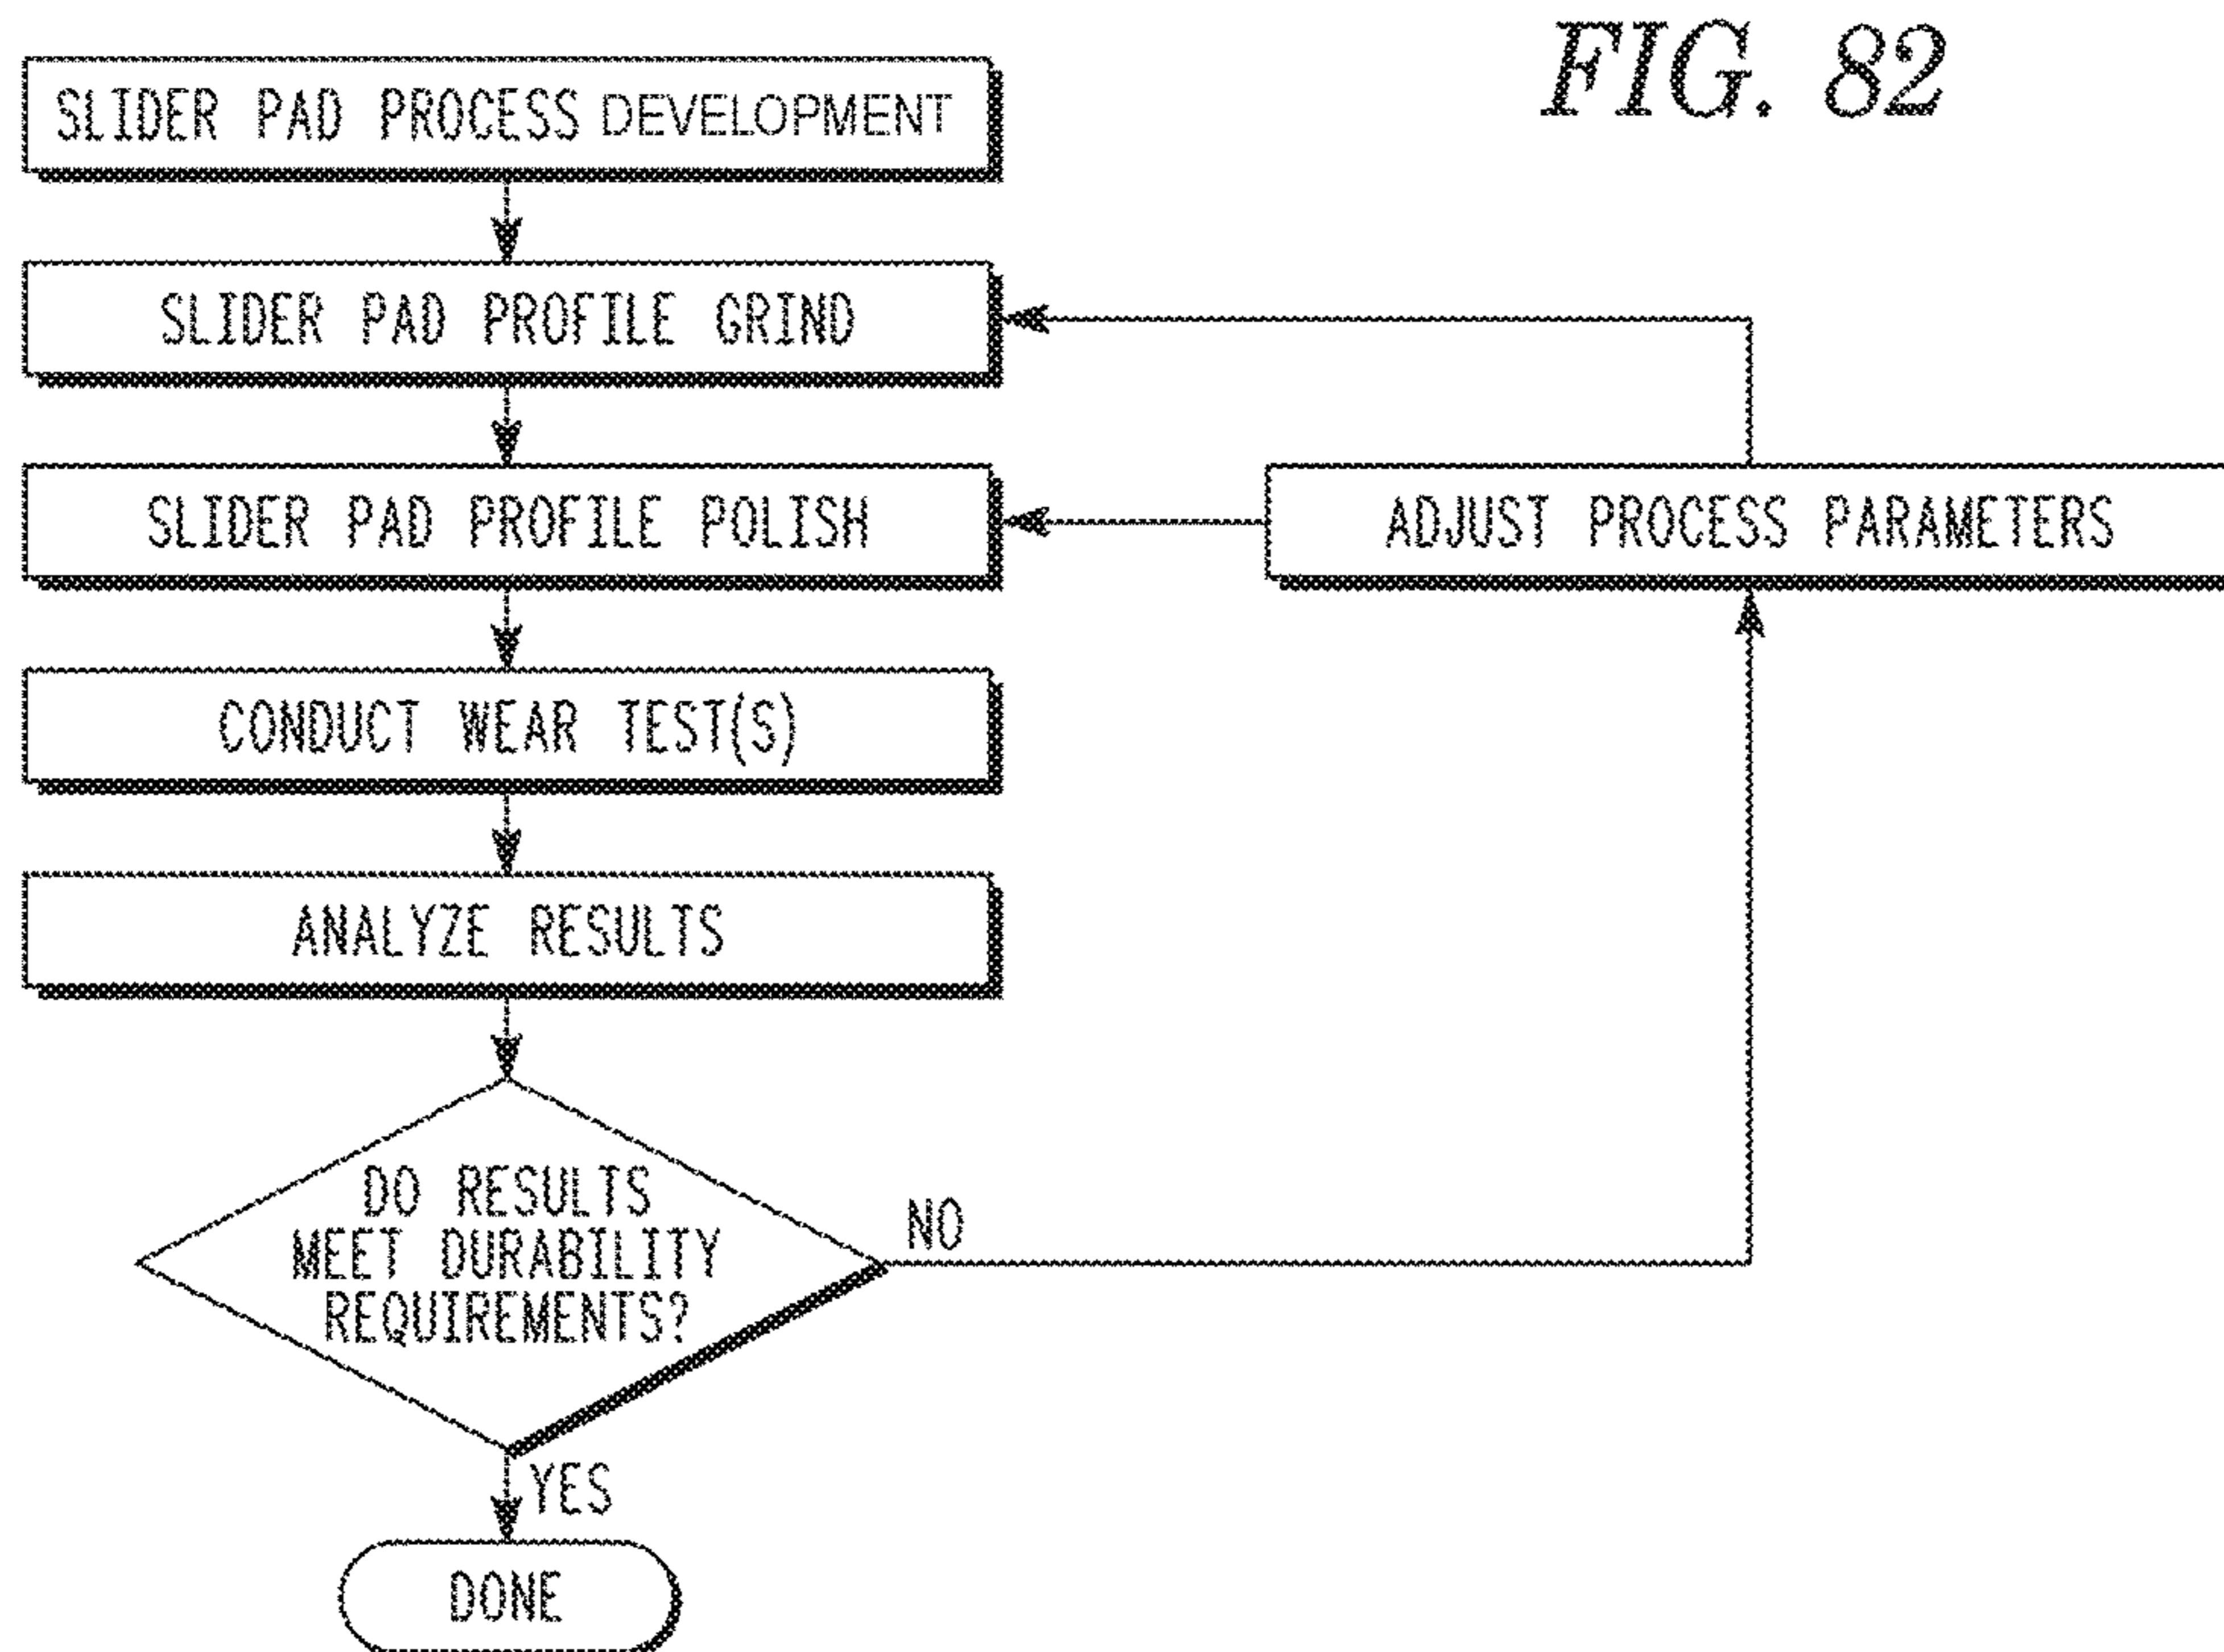 FIG. 82
SLIDER PAD PROCESS DEVELOPMENT
SLIDER PAD PROFILE GRIND
SLIDER PAD PROFILE POLISH
ADJUST PROCESS PARAMETERS
CONDUCT WEAR TEST(S)
ANALYZE RESULTS
DO RESULTS
MEET DURABILITY
REQUIREMENTS?
NO
YES
DONE